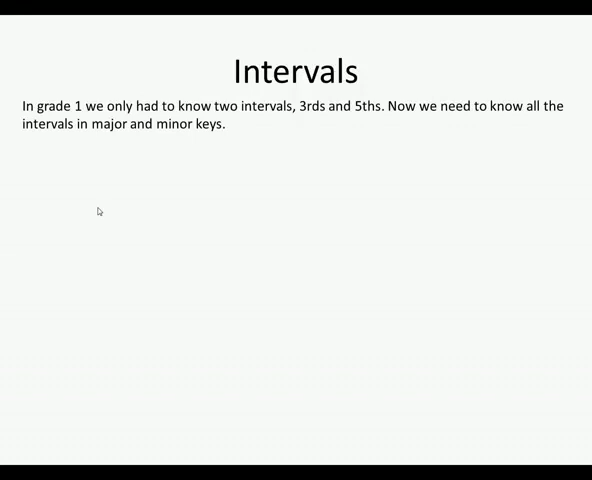 Intervals
In grade 1 we only had to know two intervals, 3rds and 5ths. Now we need to know all the
intervals in major and minor keys.